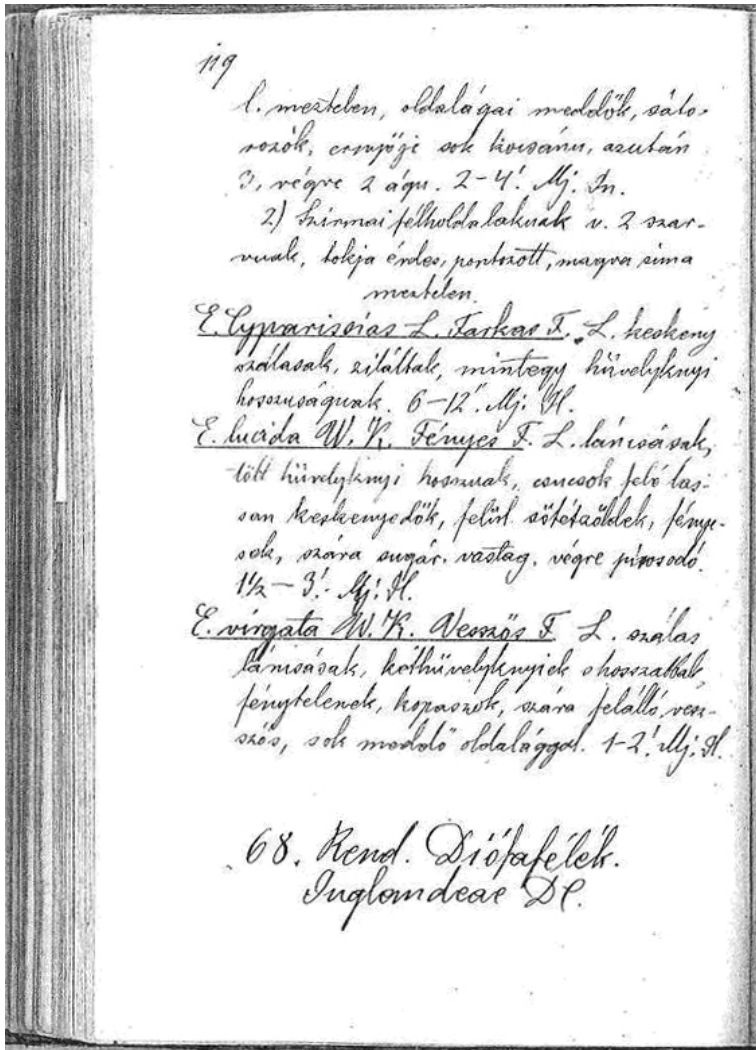 119
l. meztelen, oldalágai meddők, sáto-
rozók, ernyője sok kocsánu, azután
3, végre 2 águ. 2-4'. Mj. Jn.
2) Szirmai félholdalakuak v. 2 szar-
vuak, tokja érdes, pontozott, magva sima
meztelen.
E. Cyparissias L. Farkas F. L. keskeny
szálasak, ziláltak, mintegy hüvelyknyi
hosszuságuak. 6-12". Mj. H.
E. lucida W. K. Fényes F. L. láncsásak,
több hüvelyknyi hosszuak, csucsok felé las-
san keskenyedők, felül sötétzöldek, fénye-
sek, szára sugár. vastag. végre pirosodó.
1½ - 3'. Mj. H.
E. virgata W. K. Vesszős F. L. szálas
láncsásak, kéthüvelyknyiek s hosszabbak,
fénytelenek, kopaszok, szára felálló, vesz-
szős, sok meddő oldalággal. 1-2'. Mj. H.
68. Rend. Diófafélék.
Juglandeae DC.